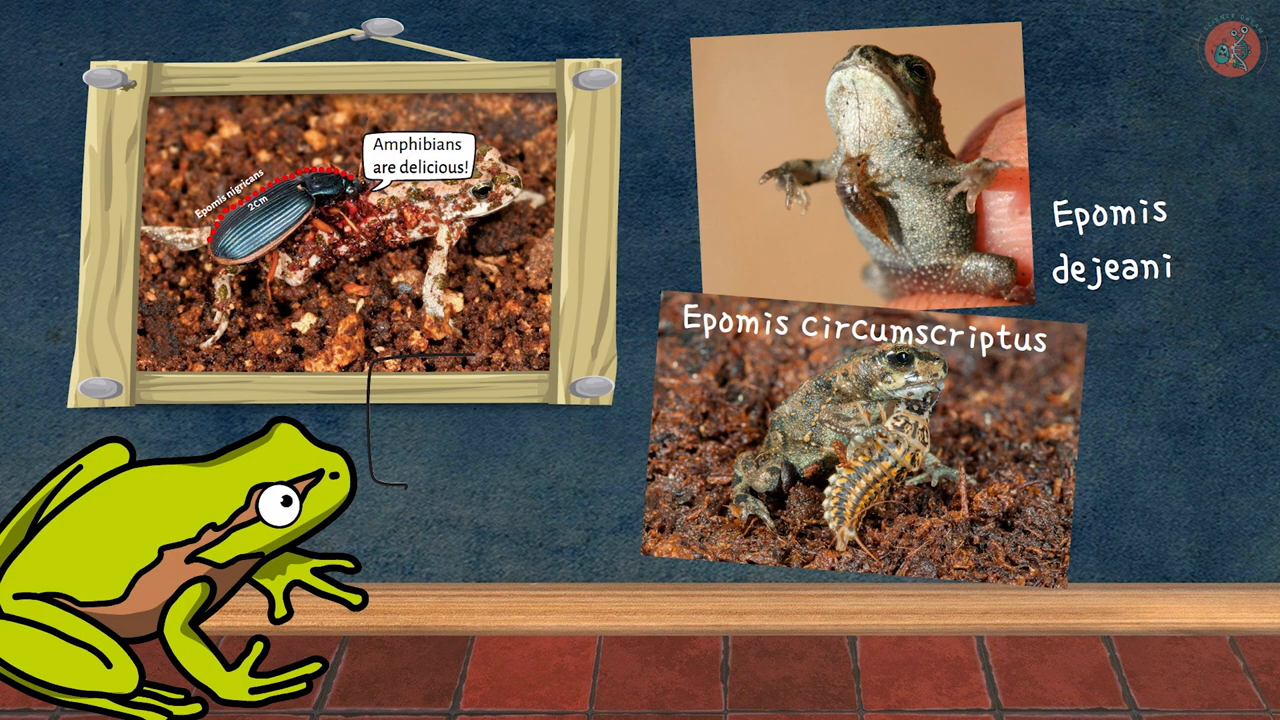 Epomis nigricans
2cm
Amphibians
are delicious!
Epomis
dejeani
Epomis circumscriptus